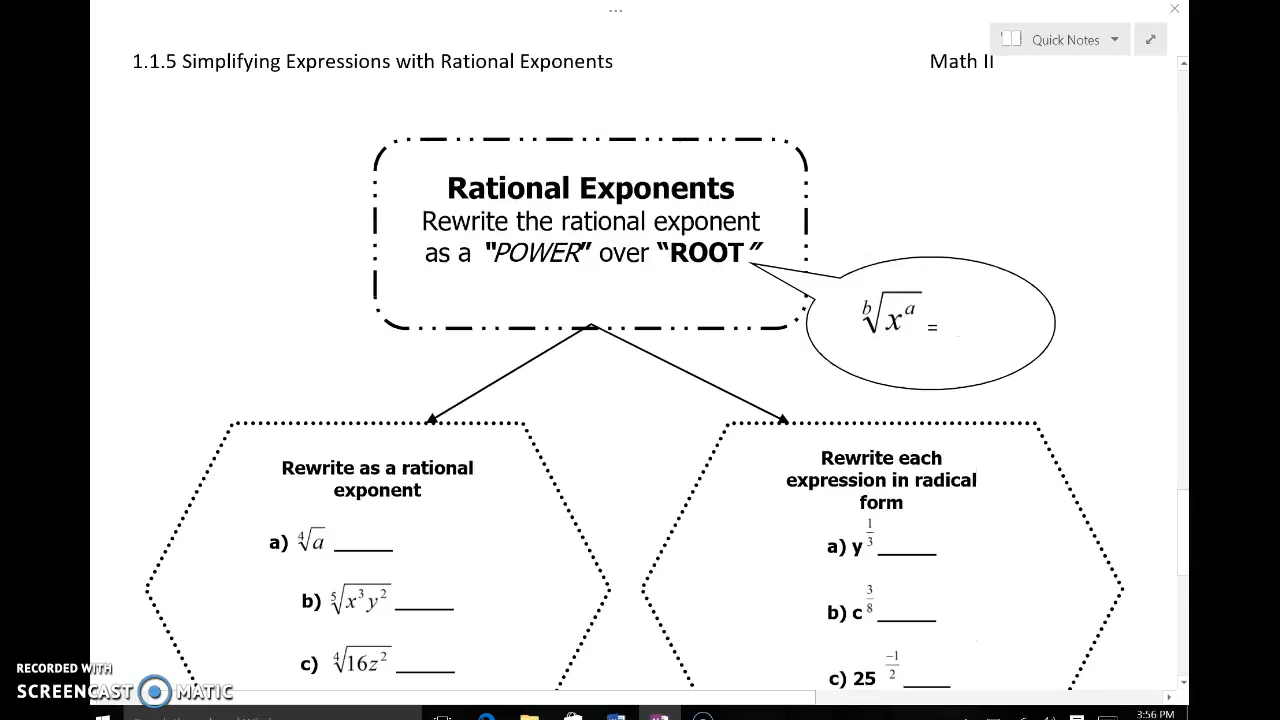 ...
Quick Notes
1.1.5 Simplifying Expressions with Rational Exponents Math II
Rational Exponents
Rewrite the rational exponent
as a "POWER" over "ROOT"
ᵇ√xᵃ =
Rewrite as a rational
exponent
a) ⁴√a ______
b) ⁵√x³y² ______
c) ⁴√16z² ______
Rewrite each
expression in radical
form
a) y^(1/3) ______
b) c^(3/8) ______
c) 25^(-1/2) ______
RECORDED WITH
SCREENCAST MATIC
3:56 PM